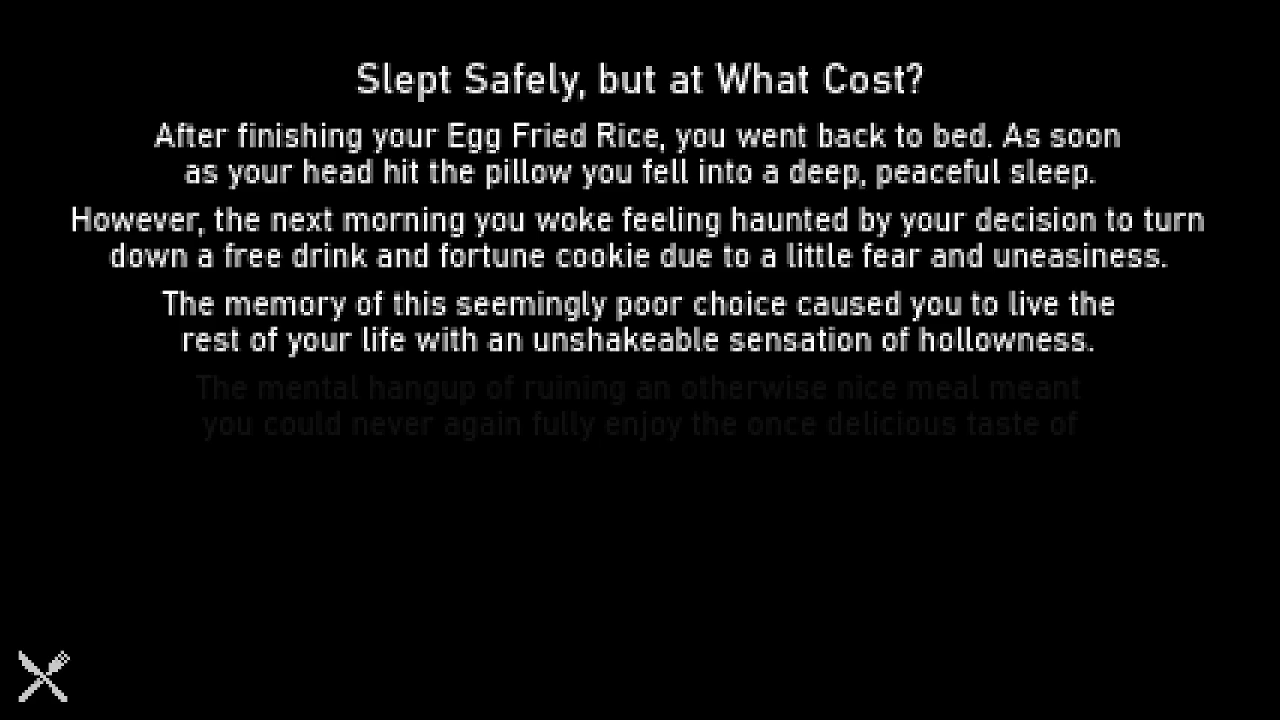 Slept Safely, but at What Cost?
After finishing your Egg Fried Rice, you went back to bed. As soon
as your head hit the pillow you fell into a deep, peaceful sleep.
However, the next morning you woke feeling haunted by your decision to turn
down a free drink and fortune cookie due to a little fear and uneasiness.
The memory of this seemingly poor choice caused you to live the
rest of your life with an unshakeable sensation of hollowness.
The mental hangup of ruining an otherwise nice meal meant
you could never again fully enjoy the once delicious taste of